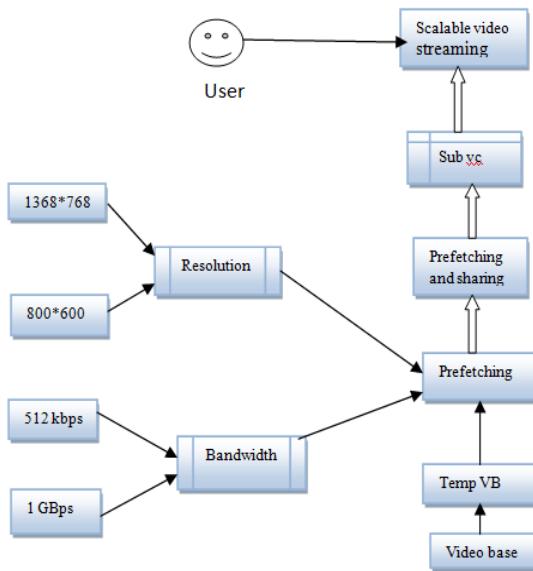 Scalable video
streaming
User
Sub vc
1368*768
Resolution
Prefetching
and sharing
800*600
Prefetching
512 kbps
Bandwidth
Temp VB
1 GBps
Video base